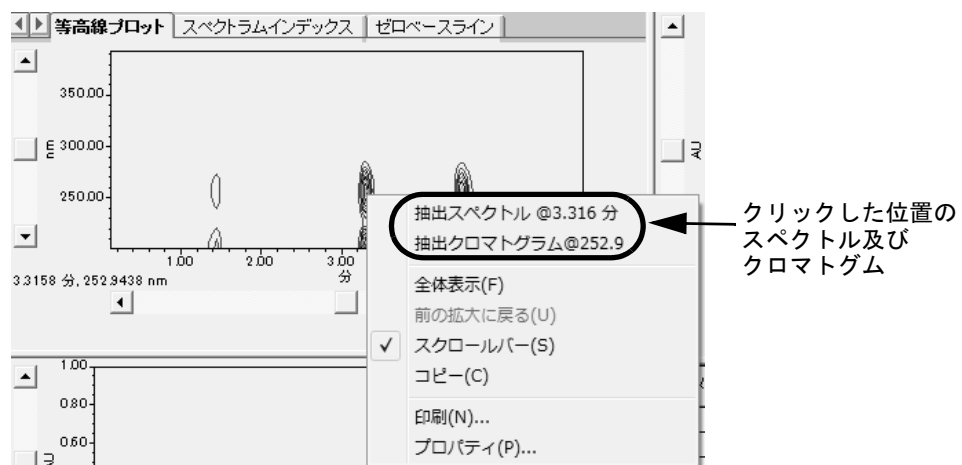 等高線プロット スペクトラムインデックス ゼロベースライン
350.00
300.00
250.00
nm
1.00 2.00 3.00
分
3.3158 分, 252.9438 nm
AU
抽出スペクトル @3.316 分
抽出クロマトグラム@252.9
全体表示(F)
前の拡大に戻る(U)
✓ スクロールバー(S)
コピー(C)
印刷(N)...
プロパティ(P)...
クリックした位置の
スペクトル及び
クロマトグム
1.00
0.80
0.60
AU